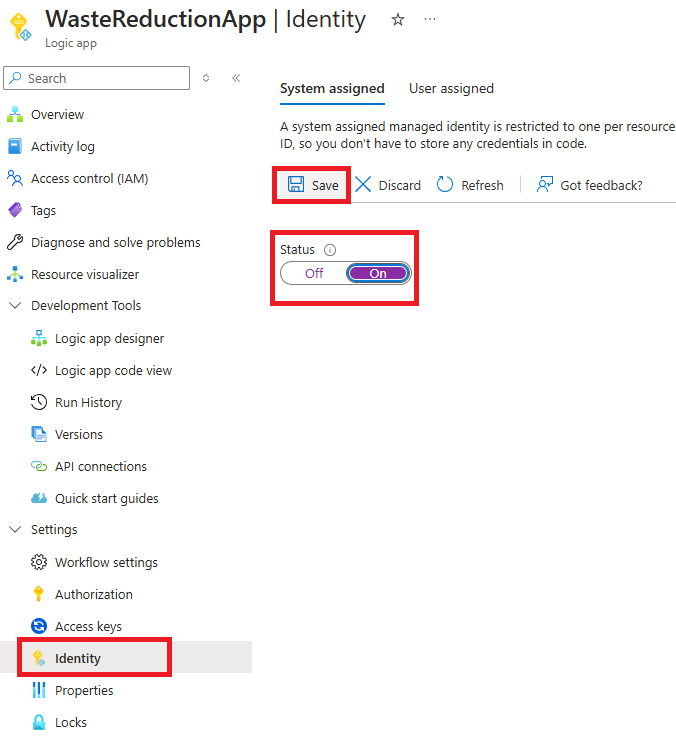 WasteReductionApp | Identity
Logic app
Search
Overview
Activity log
Access control (IAM)
Tags
Diagnose and solve problems
Resource visualizer
Development Tools
Logic app designer
Logic app code view
Run History
Versions
API connections
Quick start guides
Settings
Workflow settings
Authorization
Access keys
Identity
Properties
Locks
System assigned User assigned
A system assigned managed identity is restricted to one per resource
ID, so you don't have to store any credentials in code.
Save Discard Refresh Got feedback?
Status
Off On